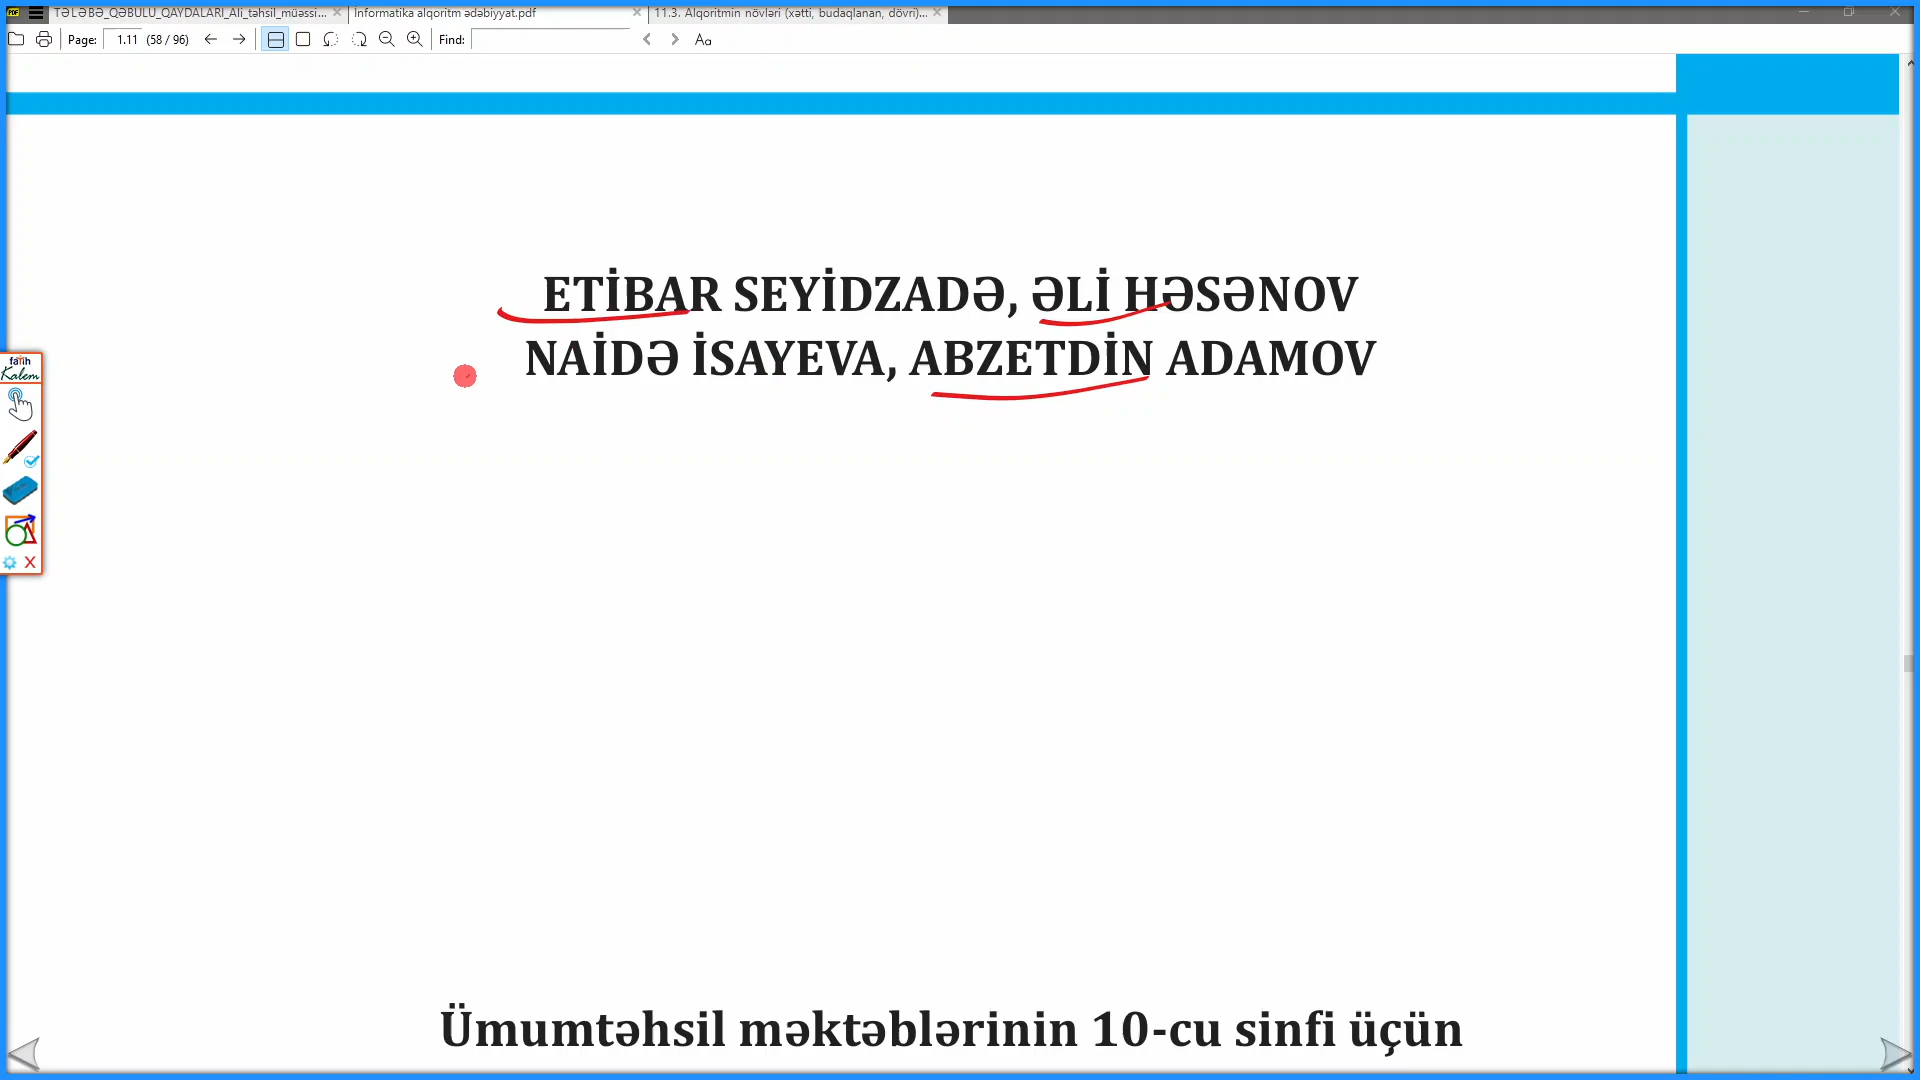 TƏLƏBƏ_QƏBULU_QAYDALARI_Ali_təhsil_müəssi...
İnformatika alqoritm ədəbiyyat.pdf
11.3. Alqoritmin növləri (xətti, budaqlanan, dövri)...
Page: 1.11 (58 / 96) Find: Aa
ETİBAR SEYİDZADƏ, ƏLİ HƏSƏNOV
NAİDƏ İSAYEVA, ABZETDİN ADAMOV
fatih
Kalem
Ümumtəhsil məktəblərinin 10-cu sinfi üçün